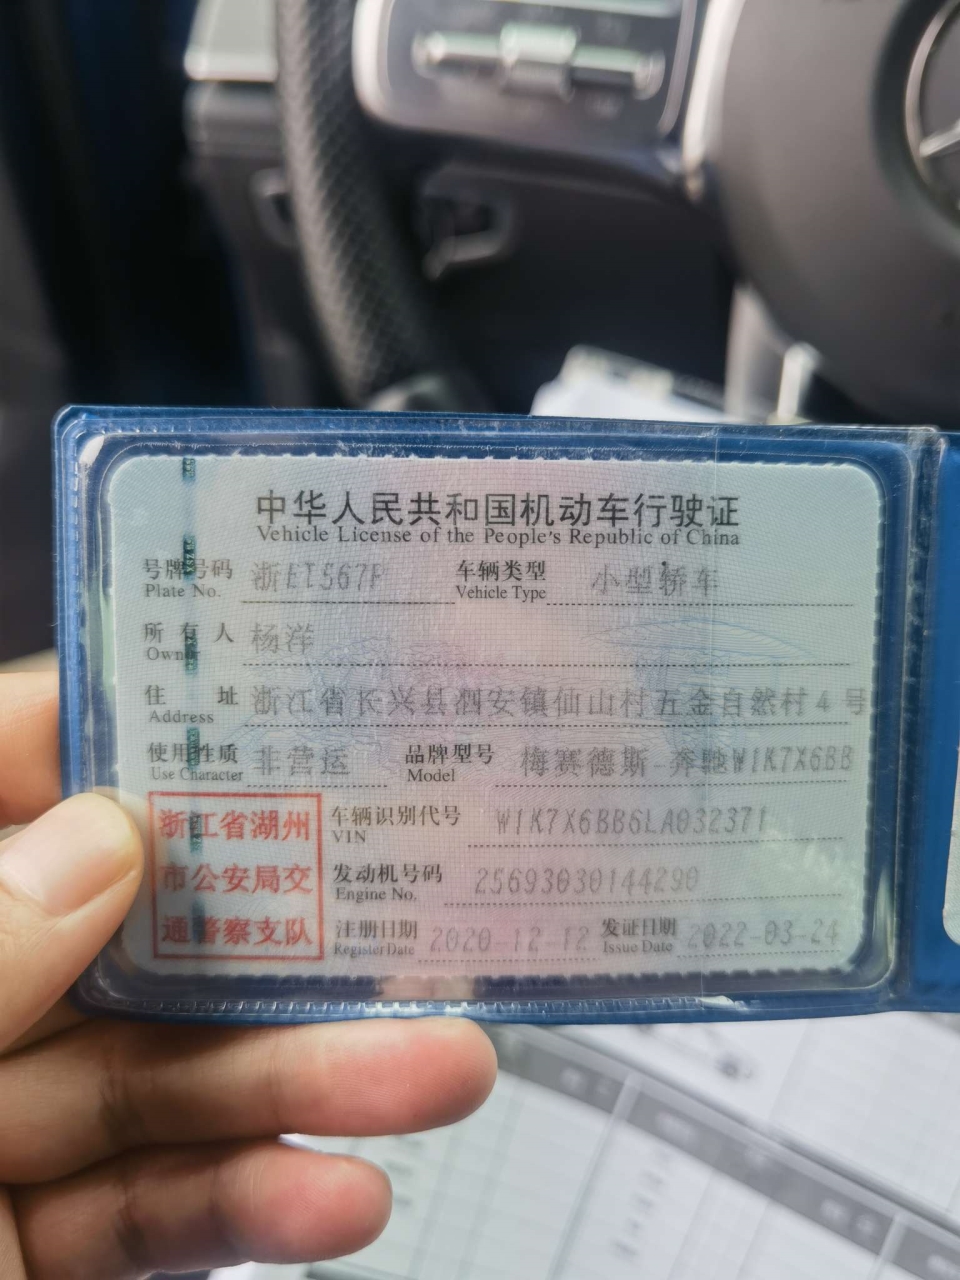 中华人民共和国机动车行驶证
Vehicle License of the People's Republic of China
号牌号码 浙EI567F 车辆类型 小型轿车
Plate No. Vehicle Type
所有人 杨洋
Owner
住址 浙江省长兴县泗安镇仙山村五金自然村4号
Address
使用性质 非营运 品牌型号 梅赛德斯-奔驰W1K7X6BB
Use Character Model
浙江省湖州
市公安局交
通警察支队
车辆识别代号 W1K7X6BB6LA032371
VIN
发动机号码 25693030144290
Engine No.
注册日期 2020-12-12 发证日期 2022-03-24
Register Date Issue Date